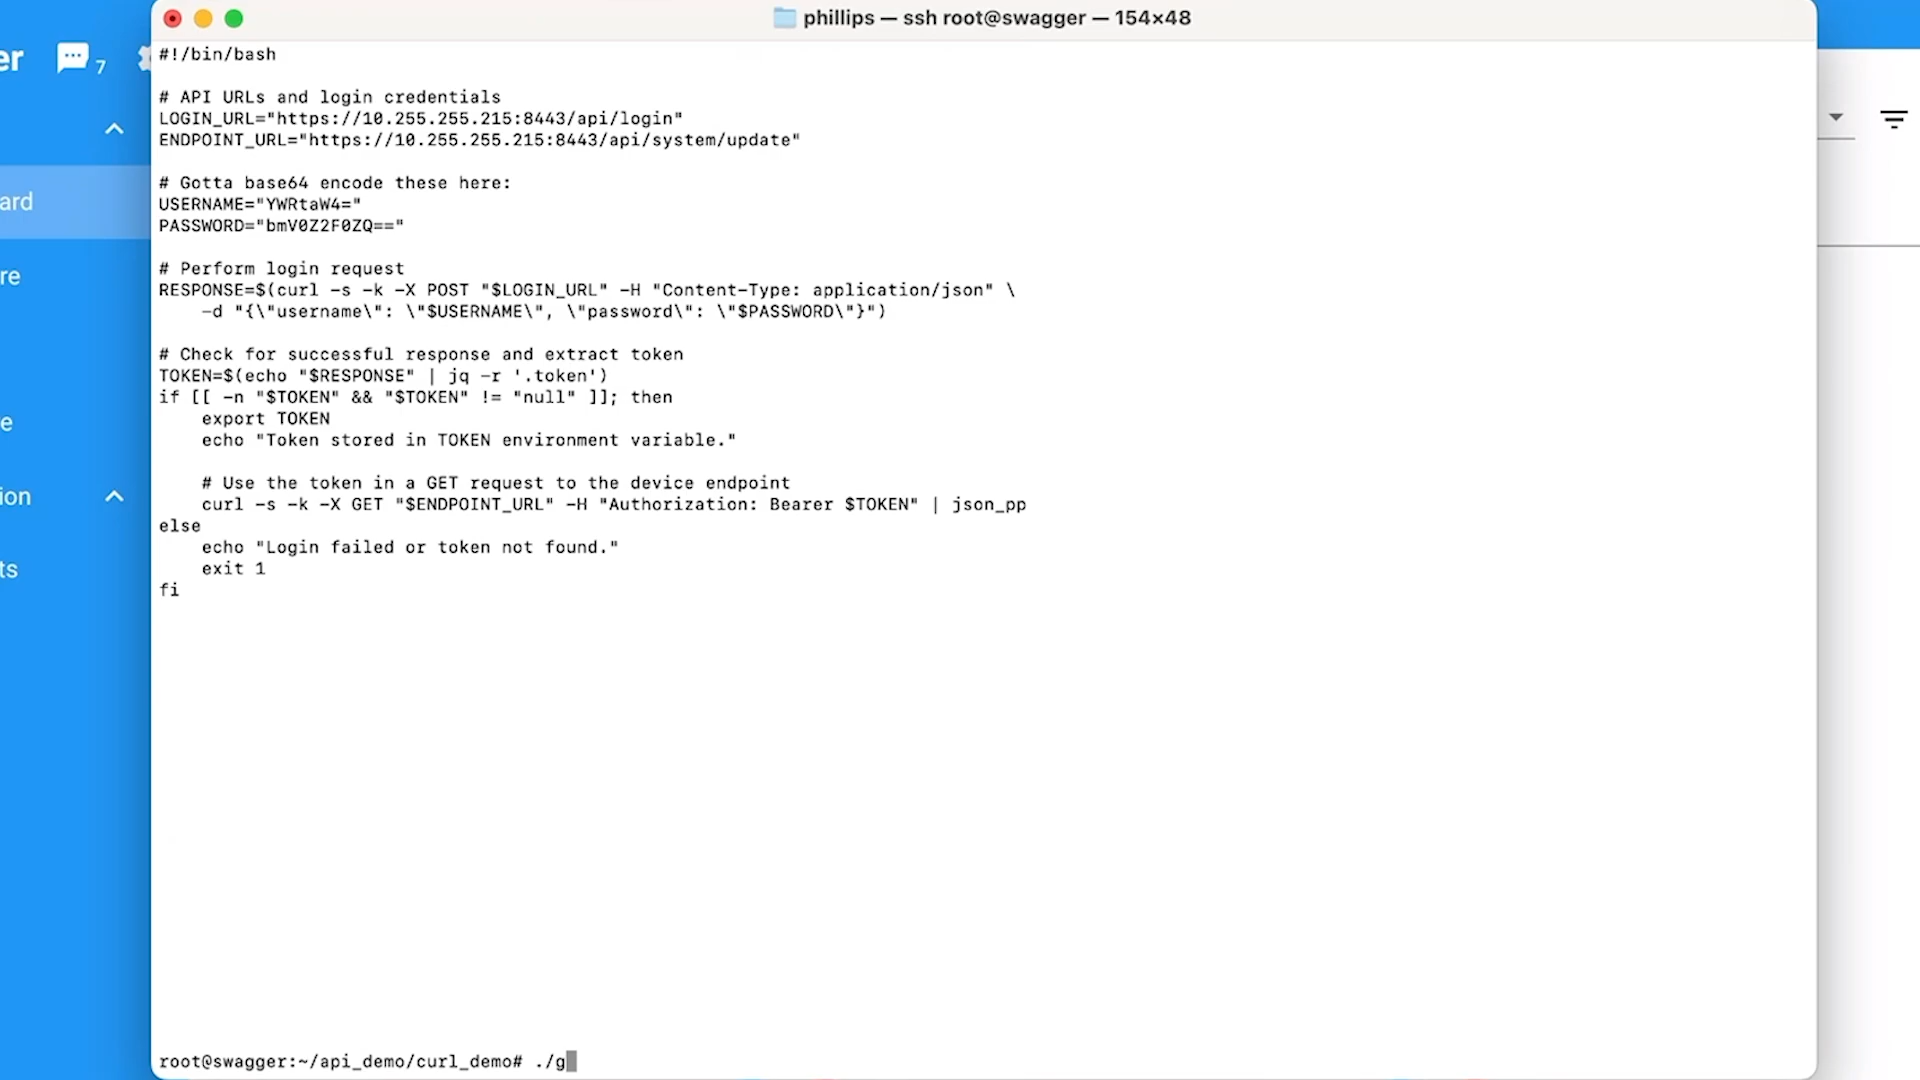 phillips — ssh root@swagger — 154×48
er
7
ard
re
e
ion
ts
#!/bin/bash
# API URLs and login credentials
LOGIN_URL="https://10.255.255.215:8443/api/login"
ENDPOINT_URL="https://10.255.255.215:8443/api/system/update"
# Gotta base64 encode these here:
USERNAME="YWRtaW4="
PASSWORD="bmV0Z2F0ZQ=="
# Perform login request
RESPONSE=$(curl -s -k -X POST "$LOGIN_URL" -H "Content-Type: application/json" \
    -d "{\"username\": \"$USERNAME\", \"password\": \"$PASSWORD\"}")
# Check for successful response and extract token
TOKEN=$(echo "$RESPONSE" | jq -r '.token')
if [[ -n "$TOKEN" && "$TOKEN" != "null" ]]; then
    export TOKEN
    echo "Token stored in TOKEN environment variable."
    # Use the token in a GET request to the device endpoint
    curl -s -k -X GET "$ENDPOINT_URL" -H "Authorization: Bearer $TOKEN" | json_pp
else
    echo "Login failed or token not found."
    exit 1
fi
root@swagger:~/api_demo/curl_demo# ./g